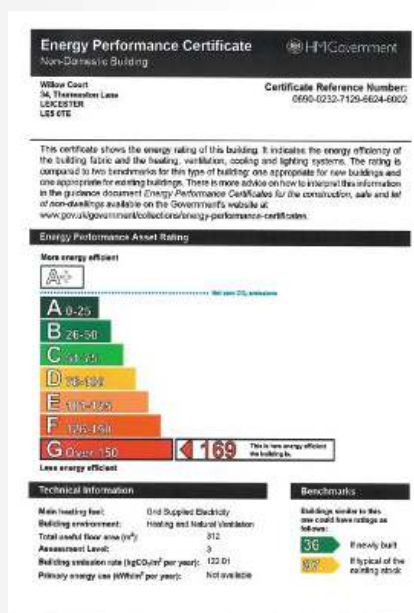 Energy Performance Certificate
HM Government
Non-Domestic Building
Willow Court
34, Thurmaston Lane
LEICESTER
LE5 0TE
Certificate Reference Number:
0690-0232-7129-6624-6002
This certificate shows the energy rating of this building. It indicates the energy efficiency of
the building fabric and the heating, ventilation, cooling and lighting systems. The rating is
compared to two benchmarks for this type of building: one appropriate for new buildings and
one appropriate for existing buildings. There is more advice on how to interpret this information
in the guidance document Energy Performance Certificates for the construction, sale and let
of non-dwellings available on the Government's website at
www.gov.uk/government/collections/energy-performance-certificates.
Energy Performance Asset Rating
More energy efficient
A+
Net zero CO₂ emissions
A 0-25
B 26-50
C 51-75
D 76-100
E 101-125
F 126-150
G Over 150
169
This is how energy efficient
the building is.
Less energy efficient
Technical Information
Main heating fuel: Grid Supplied Electricity
Building environment: Heating and Natural Ventilation
Total useful floor area (m²): 312
Assessment Level: 3
Building emission rate (kgCO₂/m² per year): 122.01
Primary energy use (kWh/m² per year): Not available
Benchmarks
Buildings similar to this
one could have ratings as
follows:
36 If newly built
97 If typical of the
existing stock